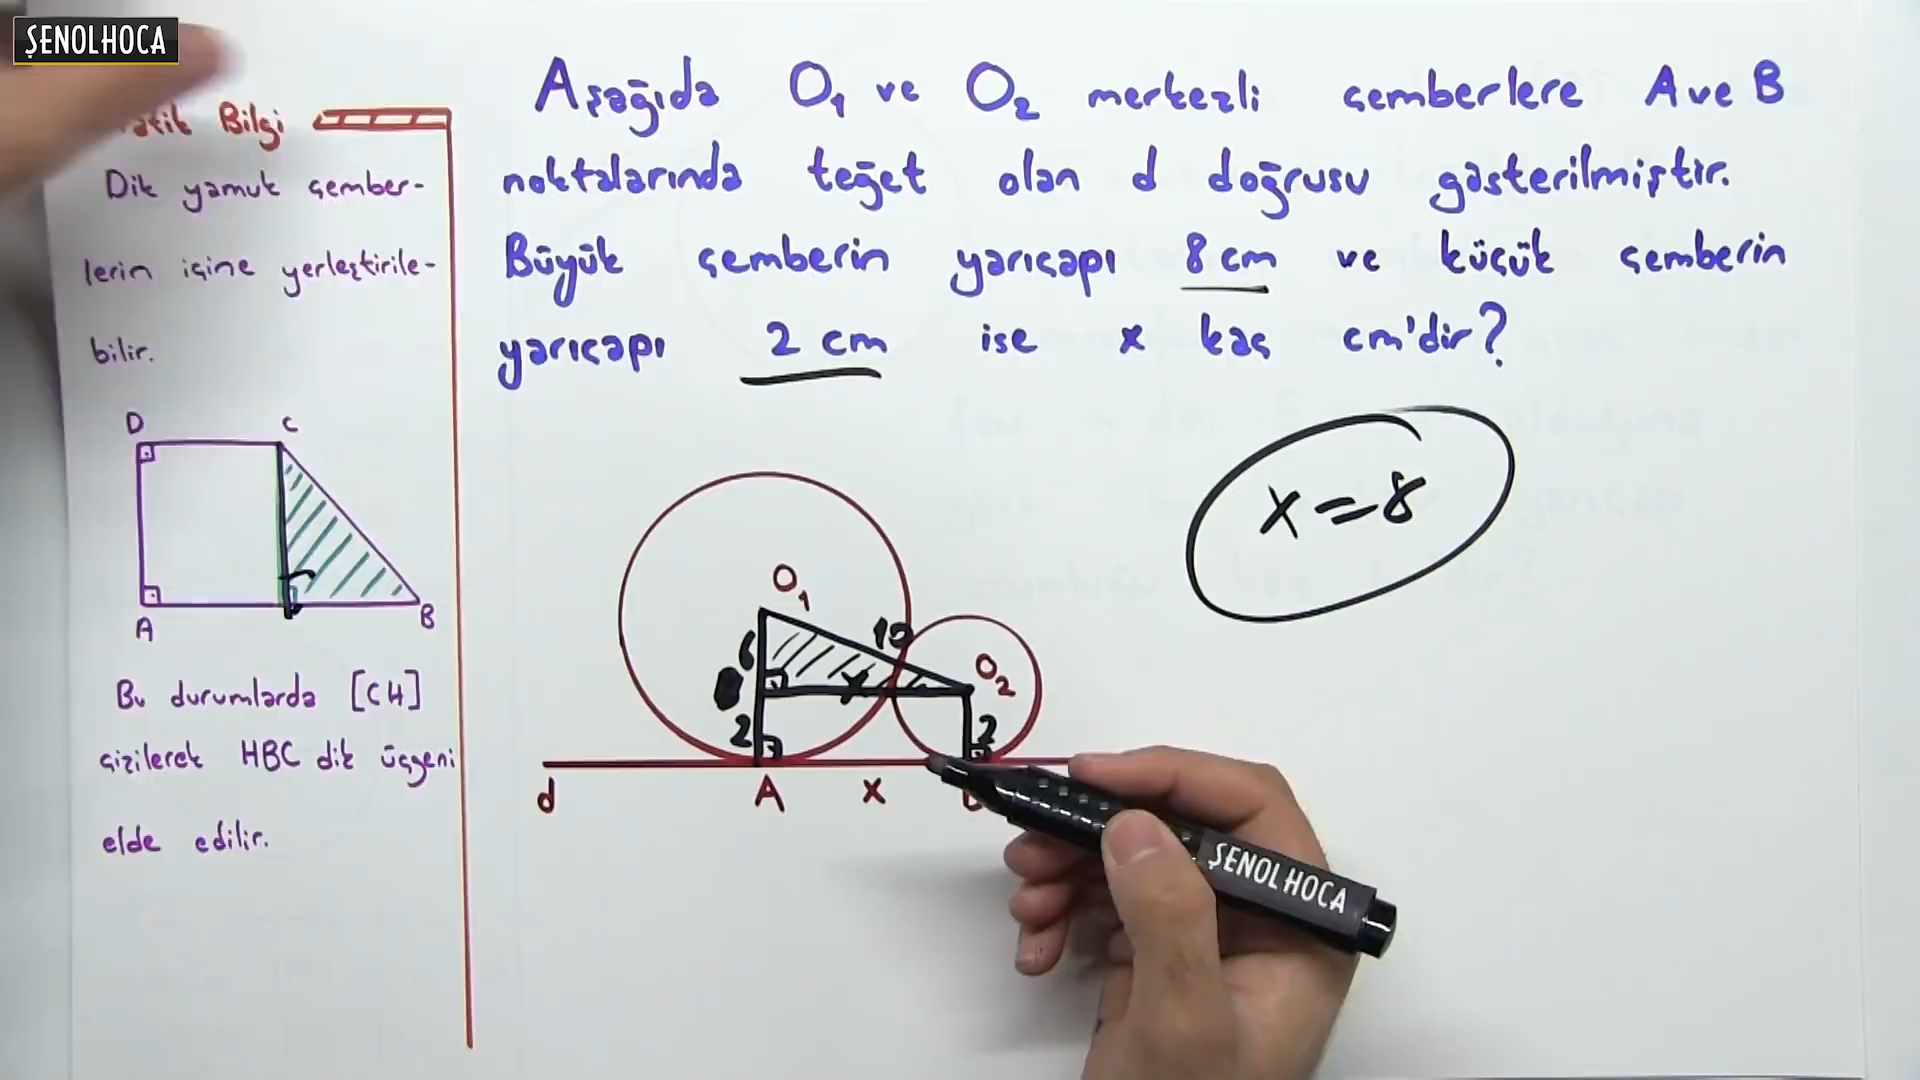 ŞENOLHOCA
Bilgi
Dik yamuk çember-
lerin içine yerleştirile-
bilir.
D C
A B
Bu durumlarda [CH]
çizilerek HBC dik üçgeni
elde edilir.
Aşağıda O1 ve O2 merkezli çemberlere A ve B
noktalarında teğet olan d doğrusu gösterilmiştir.
Büyük çemberin yarıçapı 8 cm ve küçük çemberin
yarıçapı 2 cm ise x kaç cm'dir?
x=8
O1
6 10 O2
x
2 2
d A x
ŞENOLHOCA